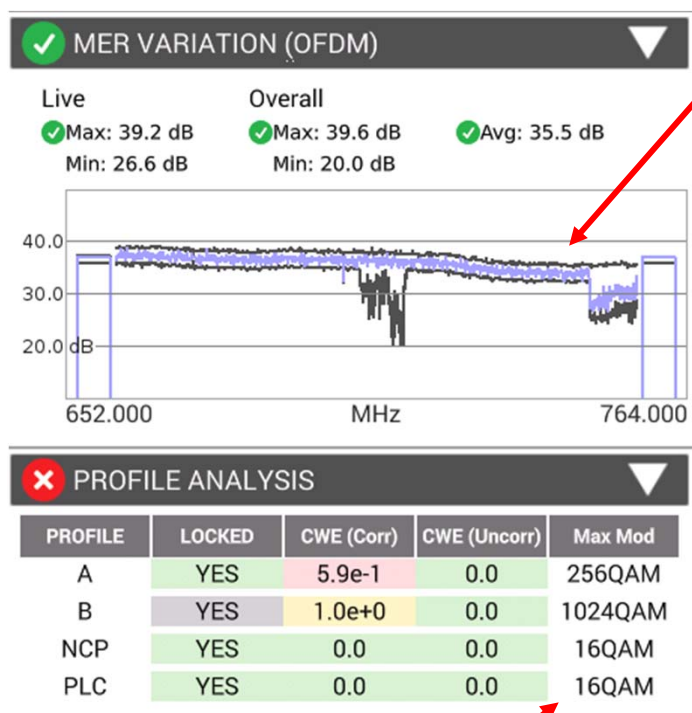 MER VARIATION (OFDM)
Live Overall
Max: 39.2 dB Max: 39.6 dB Avg: 35.5 dB
Min: 26.6 dB Min: 20.0 dB
40.0
30.0
20.0 dB
652.000 MHz 764.000
PROFILE ANALYSIS
PROFILE LOCKED CWE (Corr) CWE (Uncorr) Max Mod
A YES 5.9e-1 0.0 256QAM
B YES 1.0e+0 0.0 1024QAM
NCP YES 0.0 0.0 16QAM
PLC YES 0.0 0.0 16QAM